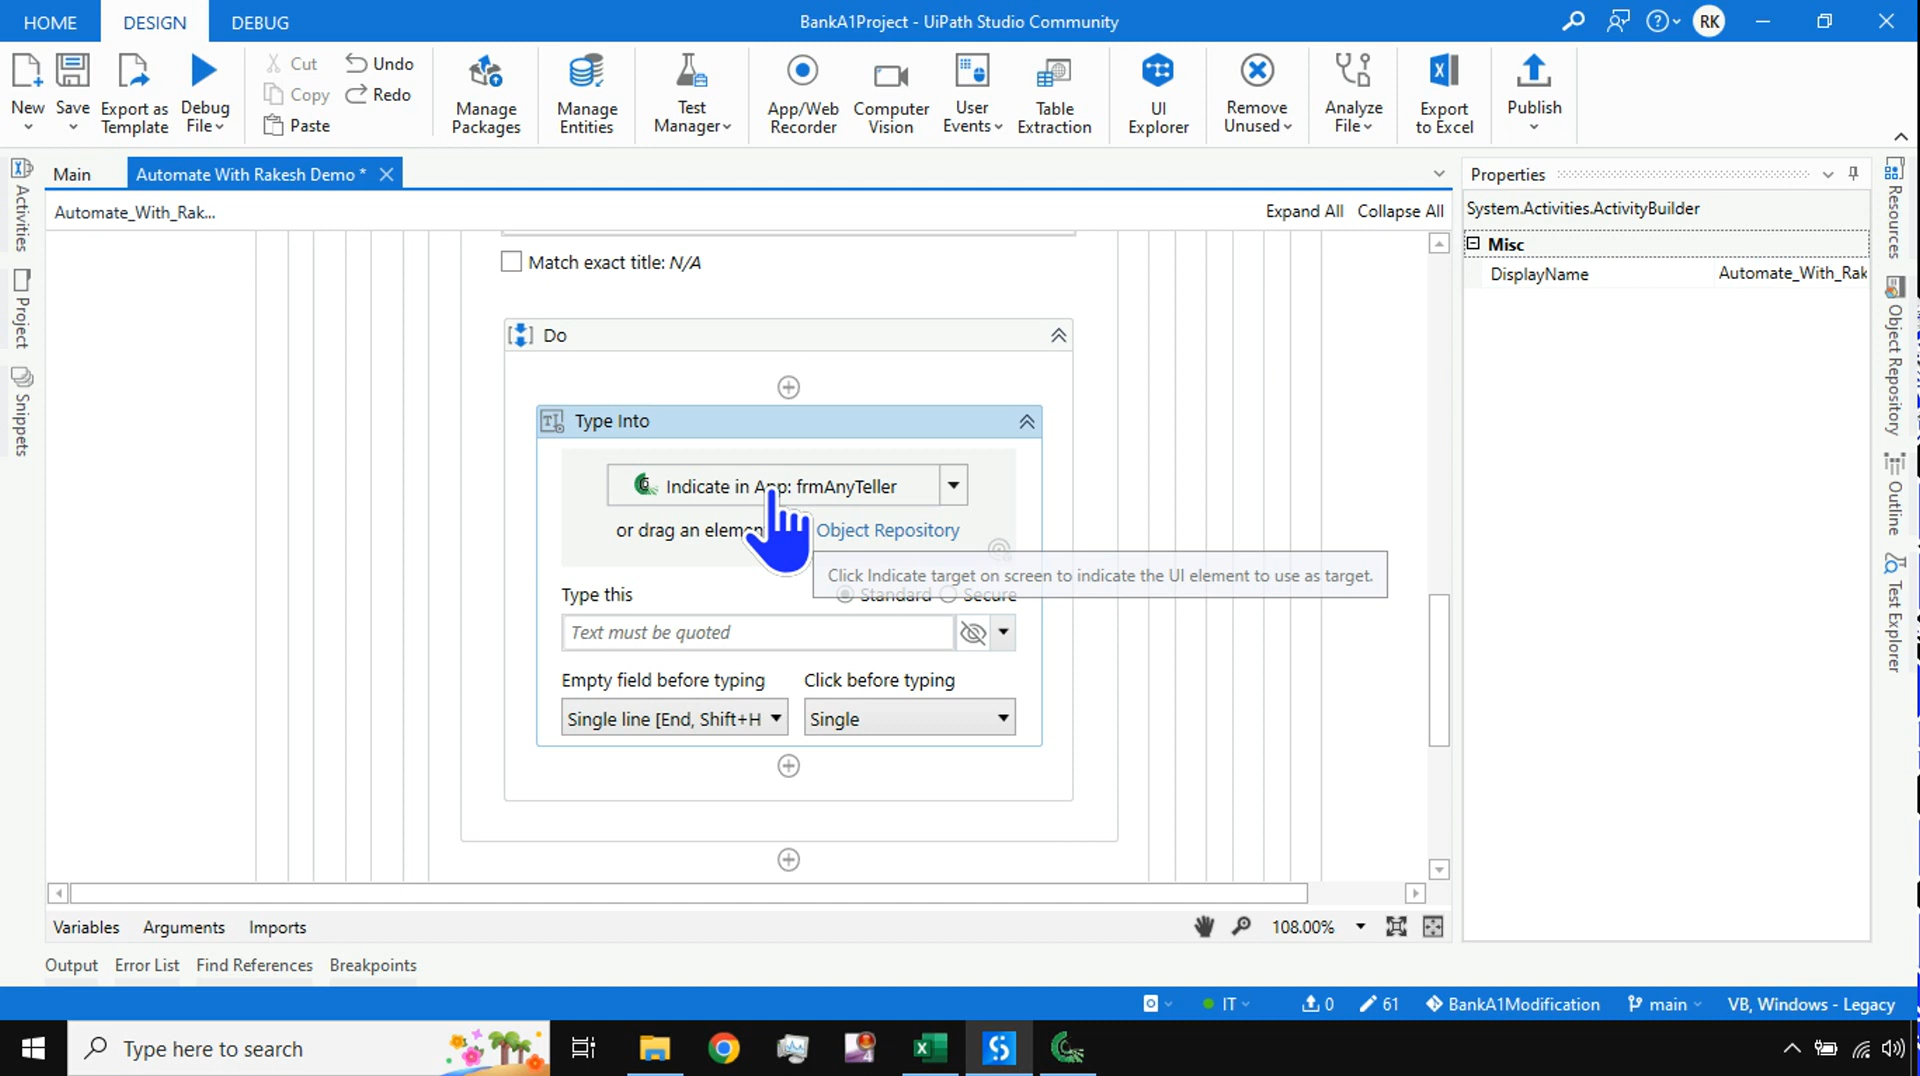 HOME DESIGN DEBUG BankA1Project - UiPath Studio Community RK
New Save Export as Template Debug File Cut Copy Paste Undo Redo Manage Packages Manage Entities Test Manager App/Web Recorder Computer Vision User Events Table Extraction UI Explorer Remove Unused Analyze File Export to Excel Publish
Main Automate With Rakesh Demo * Properties
Automate_With_Rak... Expand All Collapse All System.Activities.ActivityBuilder
Misc
DisplayName Automate_With_Rak
Activities
Project
Snippets
Resources
Object Repository
Outline
Test Explorer
Match exact title: N/A
Do
Type Into
Indicate in App: frmAnyTeller
or drag an Object Repository
Click Indicate target on screen to indicate the UI element to use as target.
Type this Standard Secure
Text must be quoted
Empty field before typing Click before typing
Single line [End, Shift+H Single
Variables Arguments Imports 108.00%
Output Error List Find References Breakpoints
IT 0 61 BankA1Modification main VB, Windows - Legacy
Type here to search 4